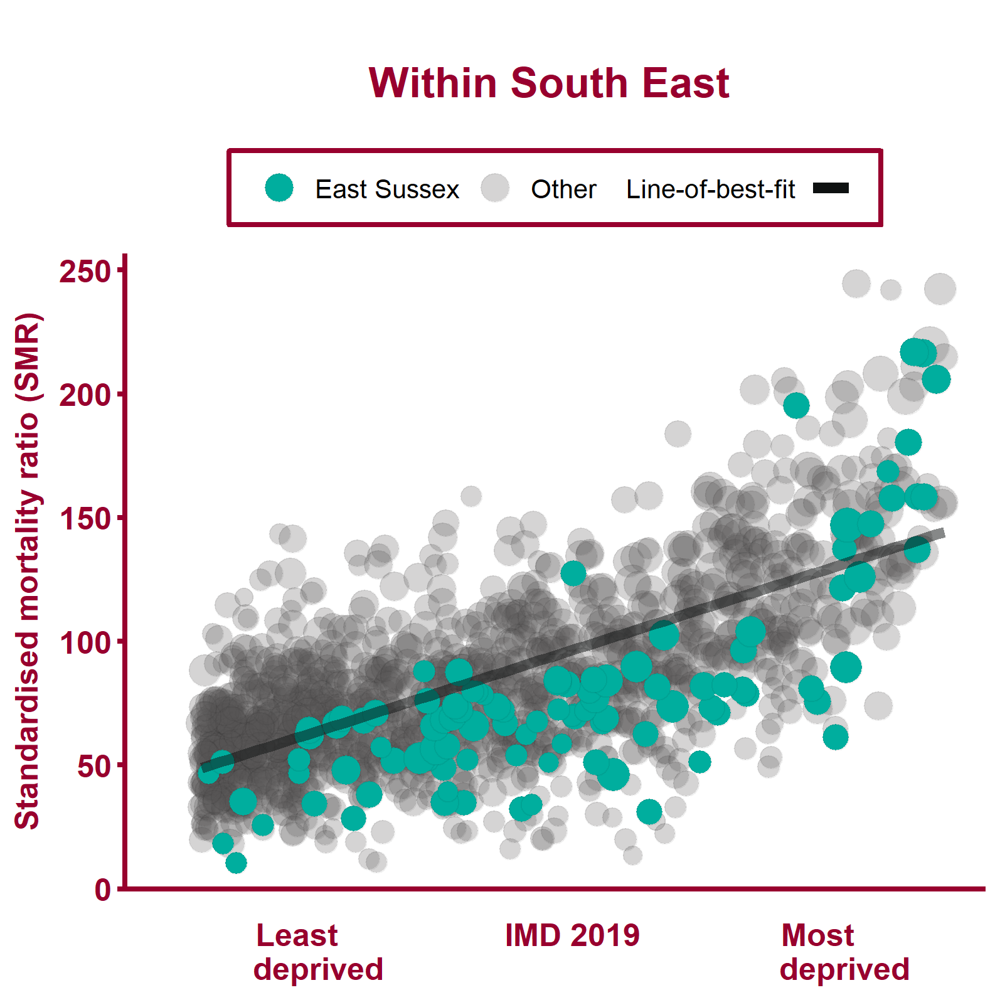 Within South East
East Sussex Other Line-of-best-fit
Standardised mortality ratio (SMR)
250
200
150
100
50
0
Least deprived
IMD 2019
Most deprived